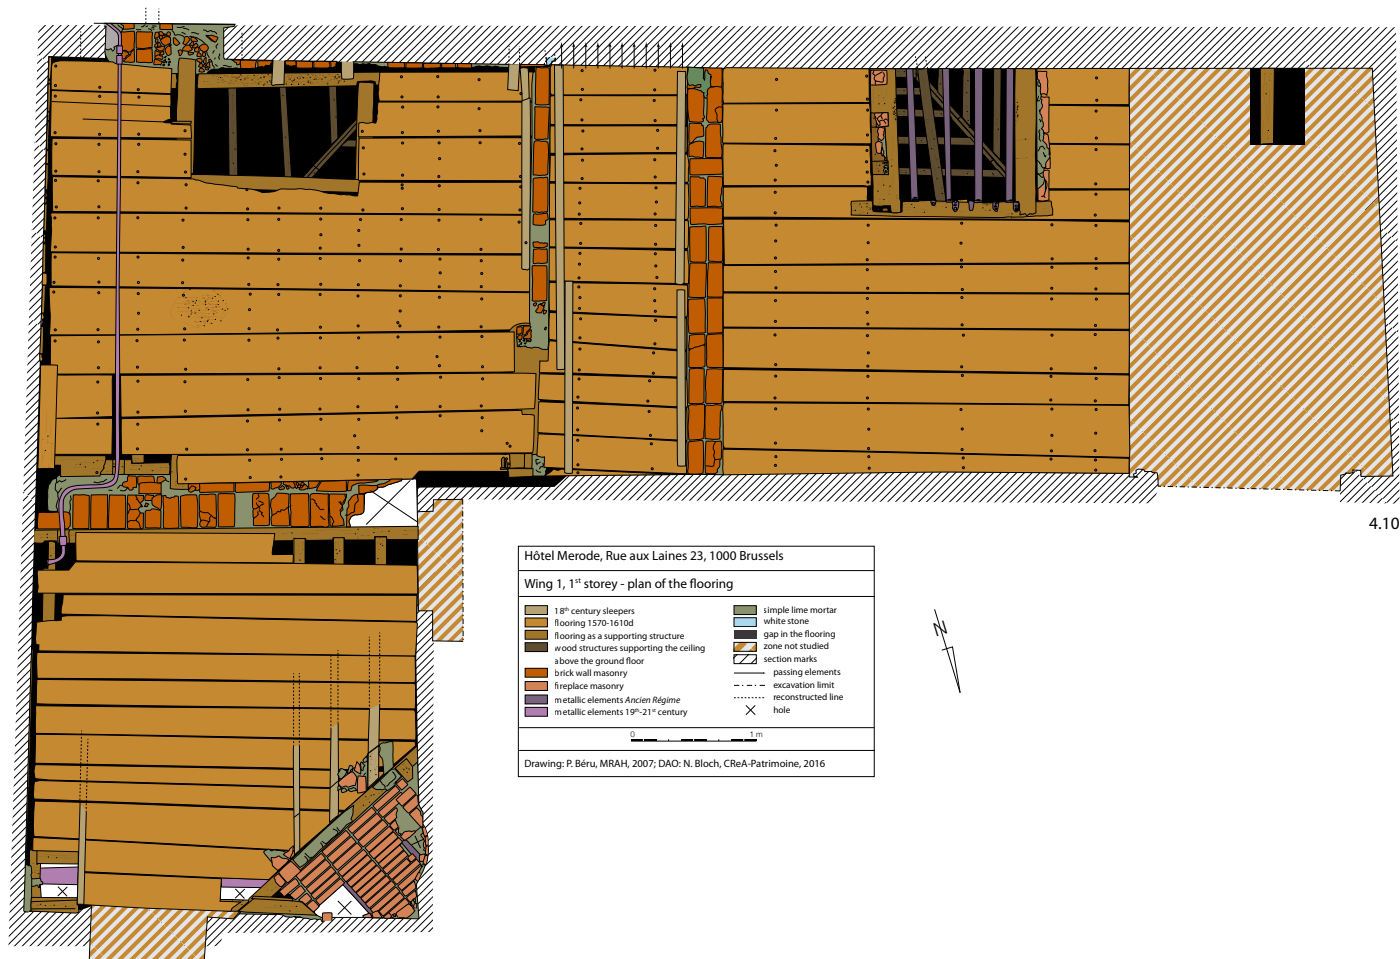 4.10
Hôtel Merode, Rue aux Laines 23, 1000 Brussels
Wing 1, 1st storey - plan of the flooring
18th century sleepers
flooring 1570-1610d
flooring as a supporting structure
wood structures supporting the ceiling
above the ground floor
brick wall masonry
fireplace masonry
metallic elements Ancien Régime
metallic elements 19th-21st century
simple lime mortar
white stone
gap in the flooring
zone not studied
section marks
passing elements
excavation limit
reconstructed line
hole
0 1 m
Drawing: P. Béru, MRAH, 2007; DAO: N. Bloch, CReA-Patrimoine, 2016
N